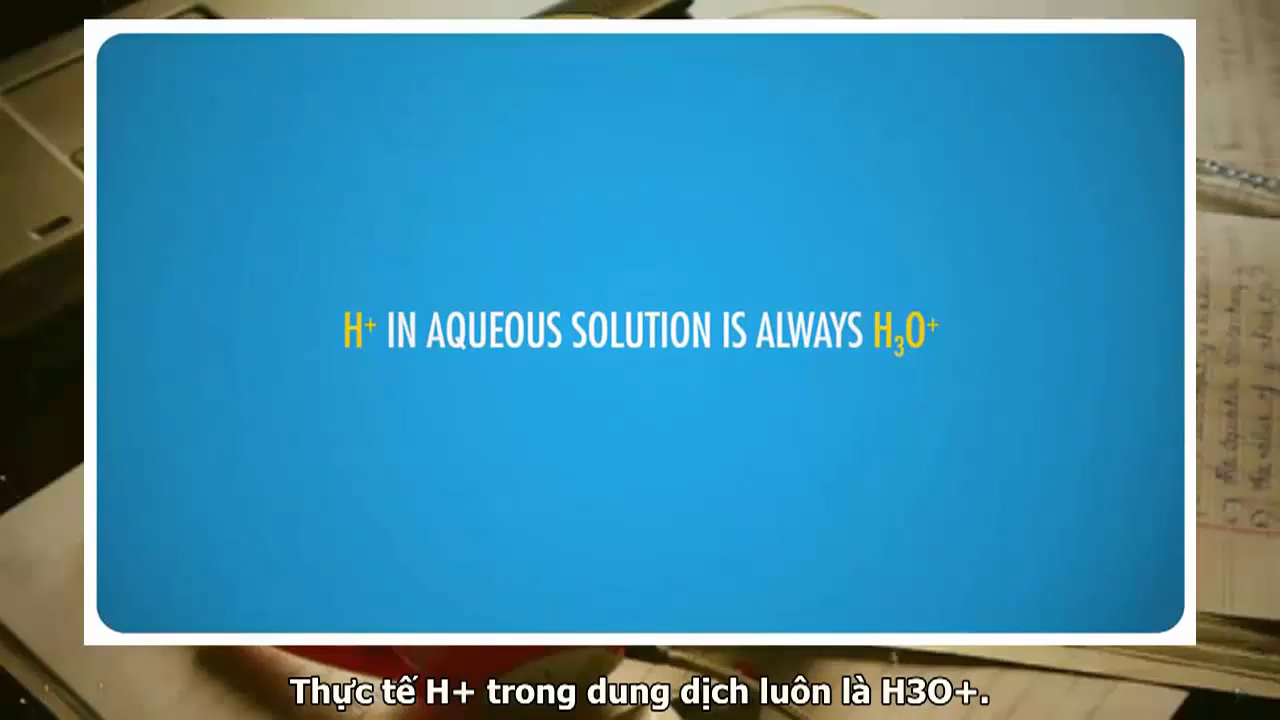 H⁺ IN AQUEOUS SOLUTION IS ALWAYS H₃O⁺
Thực tế H+ trong dung dịch luôn là H3O+.